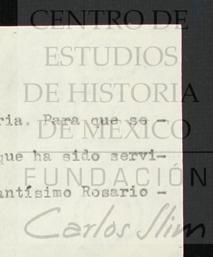 CENTRO DE
ESTUDIOS
DE HISTORIA
ria. Para que se -
DE MÉXICO
que ha sido servi-
FUNDACIÓN
antísimo Rosario -
Carlos Slim